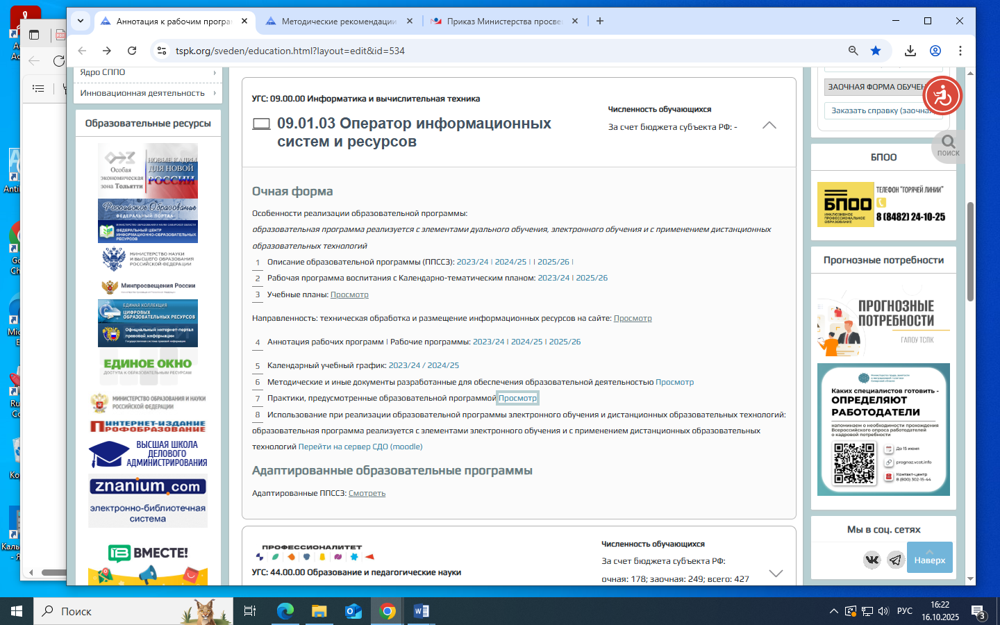 Аннотация к рабочим програм
Методические рекомендации
Приказ Министерства просве
tspk.org/sveden/education.html?layout=edit&id=534
Ядро СППО
Инновационная деятельность
Образовательные ресурсы
Особая
экономическая
зона Тольятти
НОВЫЕ КАДРЫ
ДЛЯ НОВОЙ
РОССИИ
Российское Образование
ФЕДЕРАЛЬНЫЙ ПОРТАЛ
МИНИСТЕРСТВО ОБРАЗОВАНИЯ И НАУКИ САМАРСКОЙ ОБЛАСТИ
ФЕДЕРАЛЬНЫЙ ЦЕНТР
ИНФОРМАЦИОННО-ОБРАЗОВАТЕЛЬНЫХ
РЕСУРСОВ
МИНИСТЕРСТВО НАУКИ
И ВЫСШЕГО ОБРАЗОВАНИЯ
РОССИЙСКОЙ ФЕДЕРАЦИИ
Минпросвещения России
ЕДИНАЯ КОЛЛЕКЦИЯ
ЦИФРОВЫХ
ОБРАЗОВАТЕЛЬНЫХ РЕСУРСОВ
Официальный интернет-портал
правовой информации
Государственная система правовой информации
ЕДИНОЕ ОКНО
ДОСТУПА К ОБРАЗОВАТЕЛЬНЫМ РЕСУРСАМ
МИНИСТЕРСТВО ОБРАЗОВАНИЯ И НАУКИ
РОССИЙСКОЙ ФЕДЕРАЦИИ
ИНТЕРНЕТ-ИЗДАНИЕ
ПРОФОБРАЗОВАНИЕ
ВЫСШАЯ ШКОЛА
ДЕЛОВОГО
АДМИНИСТРИРОВАНИЯ
znanium.com
электронно-библиотечная
система
ВМЕСТЕ!
УГС: 09.00.00 Информатика и вычислительная техника
09.01.03 Оператор информационных
систем и ресурсов
Численность обучающихся
За счет бюджета субъекта РФ: -
Очная форма
Особенности реализации образовательной программы:
образовательная программа реализуется с элементами дуального обучения, электронного обучения и с применением дистанционных
образовательных технологий
1 Описание образовательной программы (ППССЗ): 2023/24 | 2024/25 | | 2025/26 |
2 Рабочая программа воспитания с Календарно-тематическим планом: 2023/24 | 2025/26
3 Учебные планы: Просмотр
Направленность: техническая обработка и размещение информационных ресурсов на сайте: Просмотр
4 Аннотация рабочих программ | Рабочие программы: 2023/24 | 2024/25 | 2025/26
5 Календарный учебный график: 2023/24 / 2024/25
6 Методические и иные документы разработанные для обеспечения образовательной деятельностью Просмотр
7 Практики, предусмотренные образовательной программой Просмотр
8 Использование при реализации образовательной программы электронного обучения и дистанционных образовательных технологий:
образовательная программа реализуется с элементами электронного обучения и с применением дистанционных образовательных
технологий Перейти на сервер СДО (moodle)
Адаптированные образовательные программы
Адаптированные ППССЗ: Смотреть
ПРОФЕССИОНАЛИТЕТ
УГС: 44.00.00 Образование и педагогические науки
Численность обучающихся
За счет бюджета субъекта РФ:
очная: 178; заочная: 249; всего: 427
ЗАОЧНАЯ ФОРМА ОБУЧЕН
Заказать справку (заочная
ПОИСК
БПОО
БПОО
ИНКЛЮЗИВНОЕ
ПРОФЕССИОНАЛЬНОЕ
ОБРАЗОВАНИЕ
ТЕЛЕФОН "ГОРЯЧЕЙ ЛИНИИ"
8 (8482) 24-10-25
Прогнозные потребности
ПРОГНОЗНЫЕ
ПОТРЕБНОСТИ
ГАПОУ ТСПК
Каких специалистов готовить -
ОПРЕДЕЛЯЮТ
РАБОТОДАТЕЛИ
напоминаем о необходимости прохождения
Всероссийского опроса работодателей
о кадровой потребности
До 15 июня
prognoz.vcot.info
Контакт-центр
8 (800) 302-15-44
Мы в соц. сетях
Наверх
Поиск
РУС
16:22
16.10.2025
3